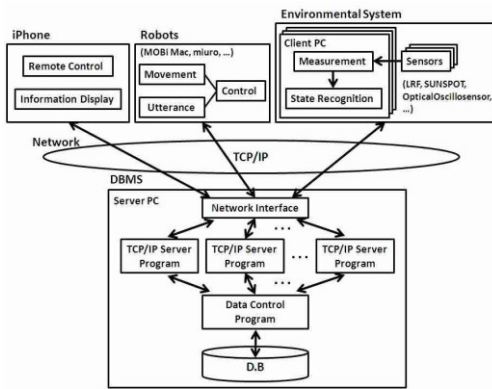 Environmental System
iPhone
Robots
(MOBi Mac, miuro, ...)
Client PC
Remote Control
Information Display
Movement
Utterance
Control
Measurement
State Recognition
Sensors
(LRF, SUNSPOT,
OpticalOscillosensor,
...)
Network
TCP/IP
DBMS
Server PC
Network Interface
...
TCP/IP Server
Program
TCP/IP Server
Program
...
TCP/IP Server
Program
...
Data Control
Program
D.B